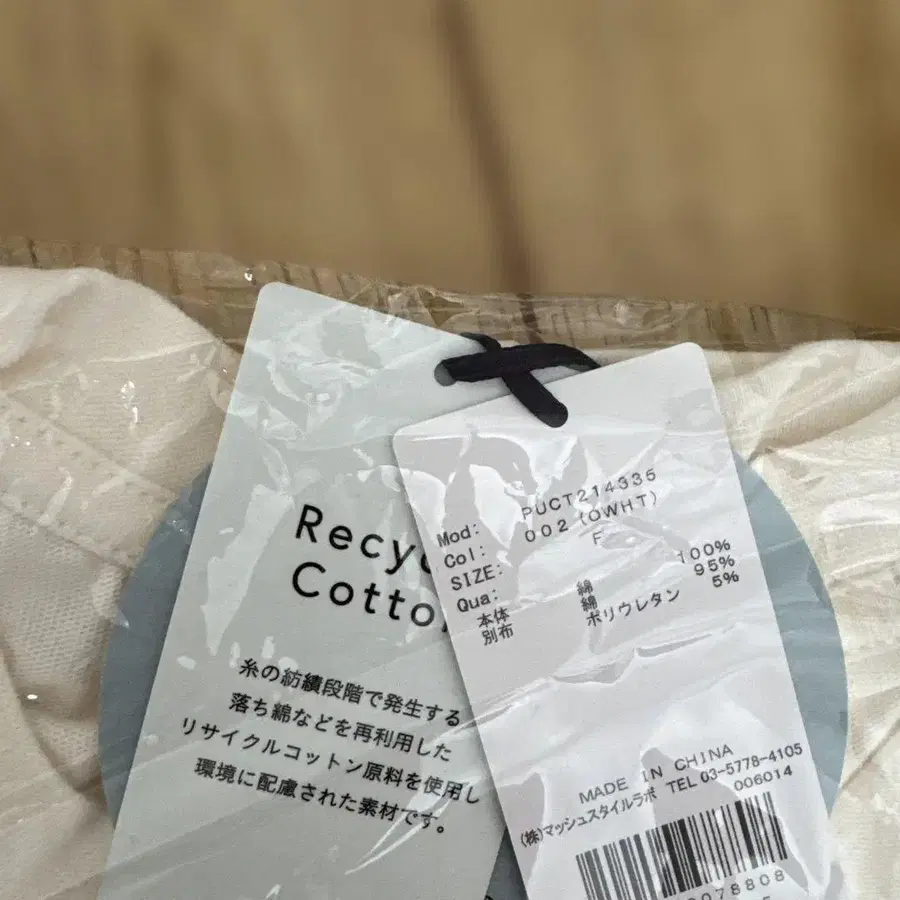 Recy
Cotto
糸の紡績段階で発生する
落ち綿などを再利用した
リサイクルコットン原料を使用し
環境に配慮された素材です。
Mod: PUCT214335
Col: 002(OWHT)
SIZE: F
Qua:
本体 綿 100%
別布 綿 95%
ポリウレタン 5%
MADE IN CHINA
(株)マッシュスタイルラボ TEL 03-5778-4105
006014
0078808